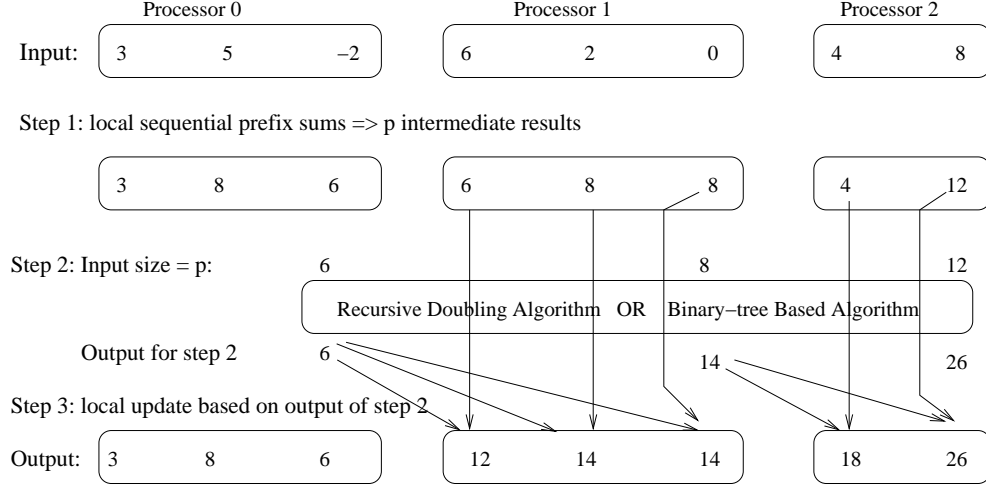 Processor 0 Processor 1 Processor 2
Input: 3 5 −2 6 2 0 4 8
Step 1: local sequential prefix sums => p intermediate results
3 8 6 6 8 8 4 12
Step 2: Input size = p: 6 8 12
Recursive Doubling Algorithm OR Binary−tree Based Algorithm
Output for step 2 6 14 26
Step 3: local update based on output of step 2
Output: 3 8 6 12 14 14 18 26